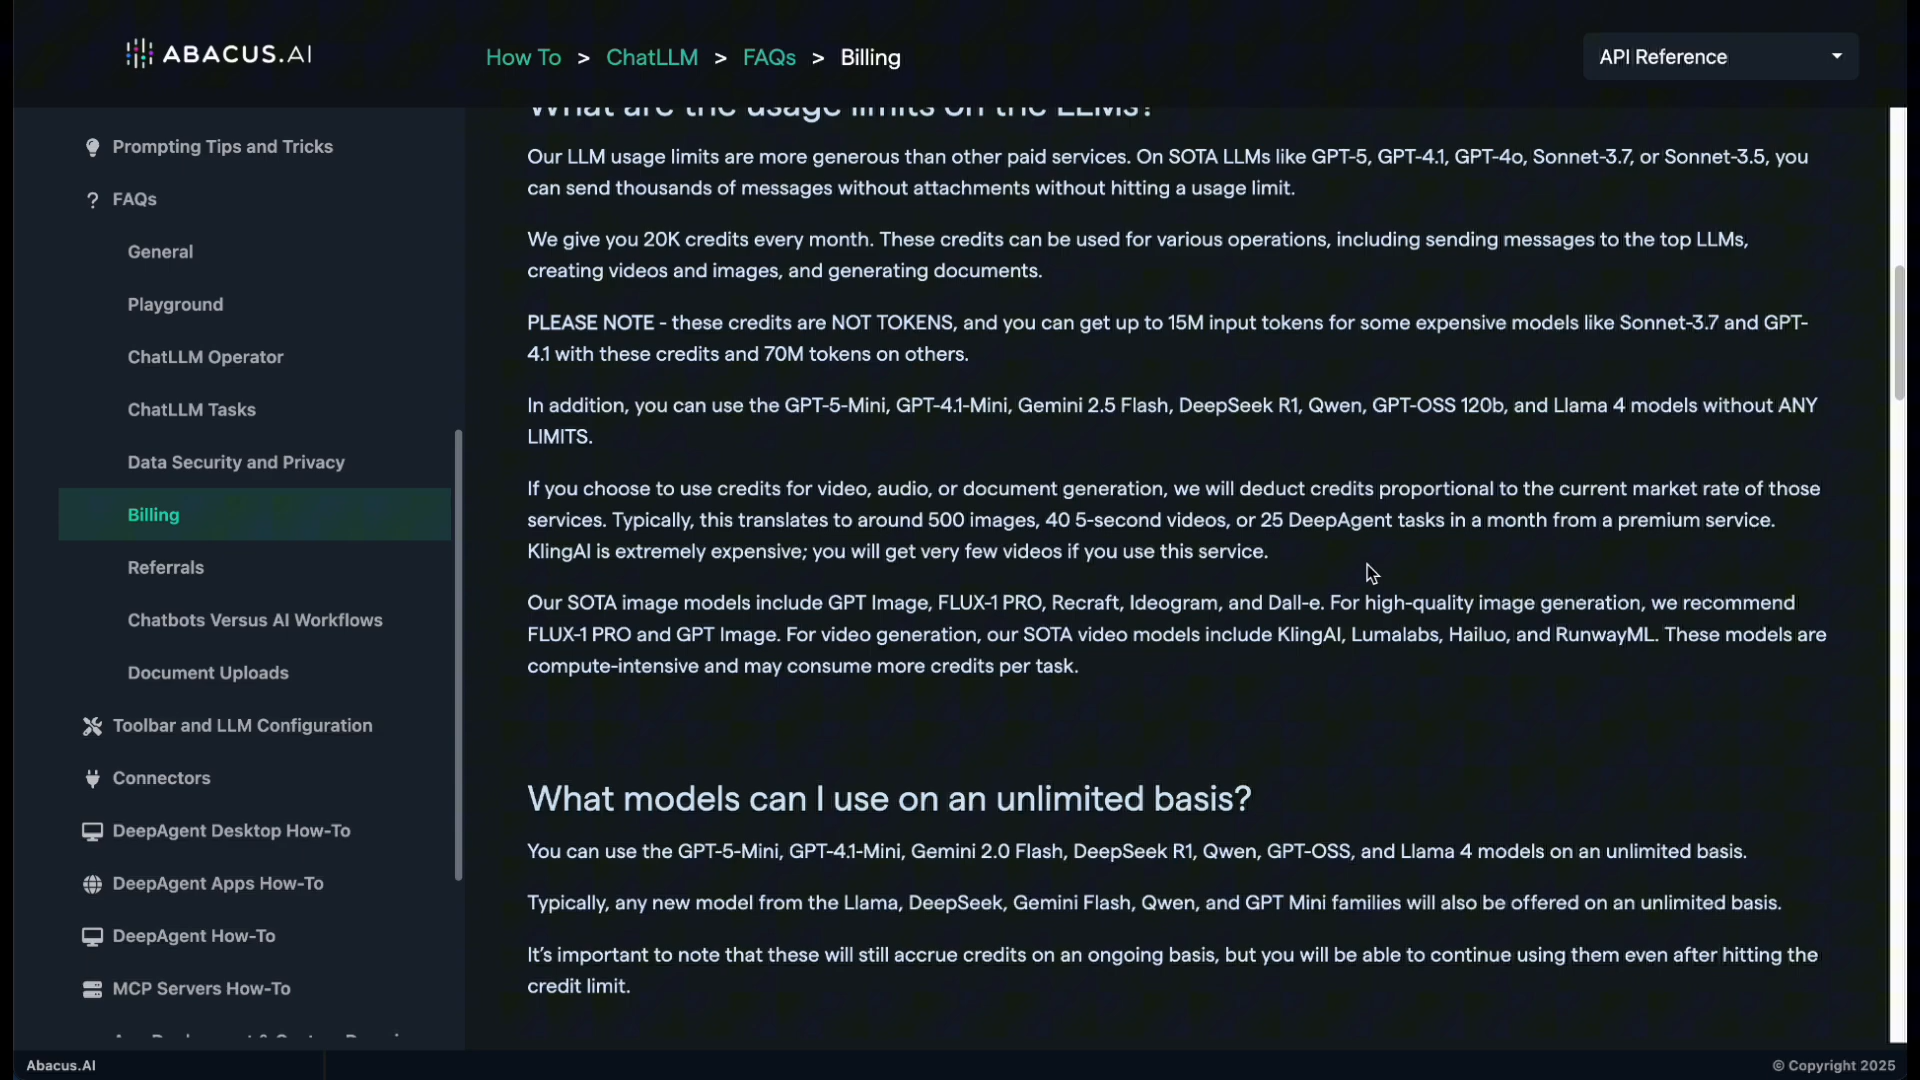 ABACUS.AI
How To > ChatLLM > FAQs > Billing
API Reference
Prompting Tips and Tricks
? FAQs
General
Playground
ChatLLM Operator
ChatLLM Tasks
Data Security and Privacy
Billing
Referrals
Chatbots Versus AI Workflows
Document Uploads
Toolbar and LLM Configuration
Connectors
DeepAgent Desktop How-To
DeepAgent Apps How-To
DeepAgent How-To
MCP Servers How-To
What are the usage limits on the LLMs?
Our LLM usage limits are more generous than other paid services. On SOTA LLMs like GPT-5, GPT-4.1, GPT-4o, Sonnet-3.7, or Sonnet-3.5, you
can send thousands of messages without attachments without hitting a usage limit.
We give you 20K credits every month. These credits can be used for various operations, including sending messages to the top LLMs,
creating videos and images, and generating documents.
PLEASE NOTE - these credits are NOT TOKENS, and you can get up to 15M input tokens for some expensive models like Sonnet-3.7 and GPT-
4.1 with these credits and 70M tokens on others.
In addition, you can use the GPT-5-Mini, GPT-4.1-Mini, Gemini 2.5 Flash, DeepSeek R1, Qwen, GPT-OSS 120b, and Llama 4 models without ANY
LIMITS.
If you choose to use credits for video, audio, or document generation, we will deduct credits proportional to the current market rate of those
services. Typically, this translates to around 500 images, 40 5-second videos, or 25 DeepAgent tasks in a month from a premium service.
KlingAI is extremely expensive; you will get very few videos if you use this service.
Our SOTA image models include GPT Image, FLUX-1 PRO, Recraft, Ideogram, and Dall-e. For high-quality image generation, we recommend
FLUX-1 PRO and GPT Image. For video generation, our SOTA video models include KlingAI, Lumalabs, Hailuo, and RunwayML. These models are
compute-intensive and may consume more credits per task.
What models can I use on an unlimited basis?
You can use the GPT-5-Mini, GPT-4.1-Mini, Gemini 2.0 Flash, DeepSeek R1, Qwen, GPT-OSS, and Llama 4 models on an unlimited basis.
Typically, any new model from the Llama, DeepSeek, Gemini Flash, Qwen, and GPT Mini families will also be offered on an unlimited basis.
It's important to note that these will still accrue credits on an ongoing basis, but you will be able to continue using them even after hitting the
credit limit.
Abacus.AI
© Copyright 2025